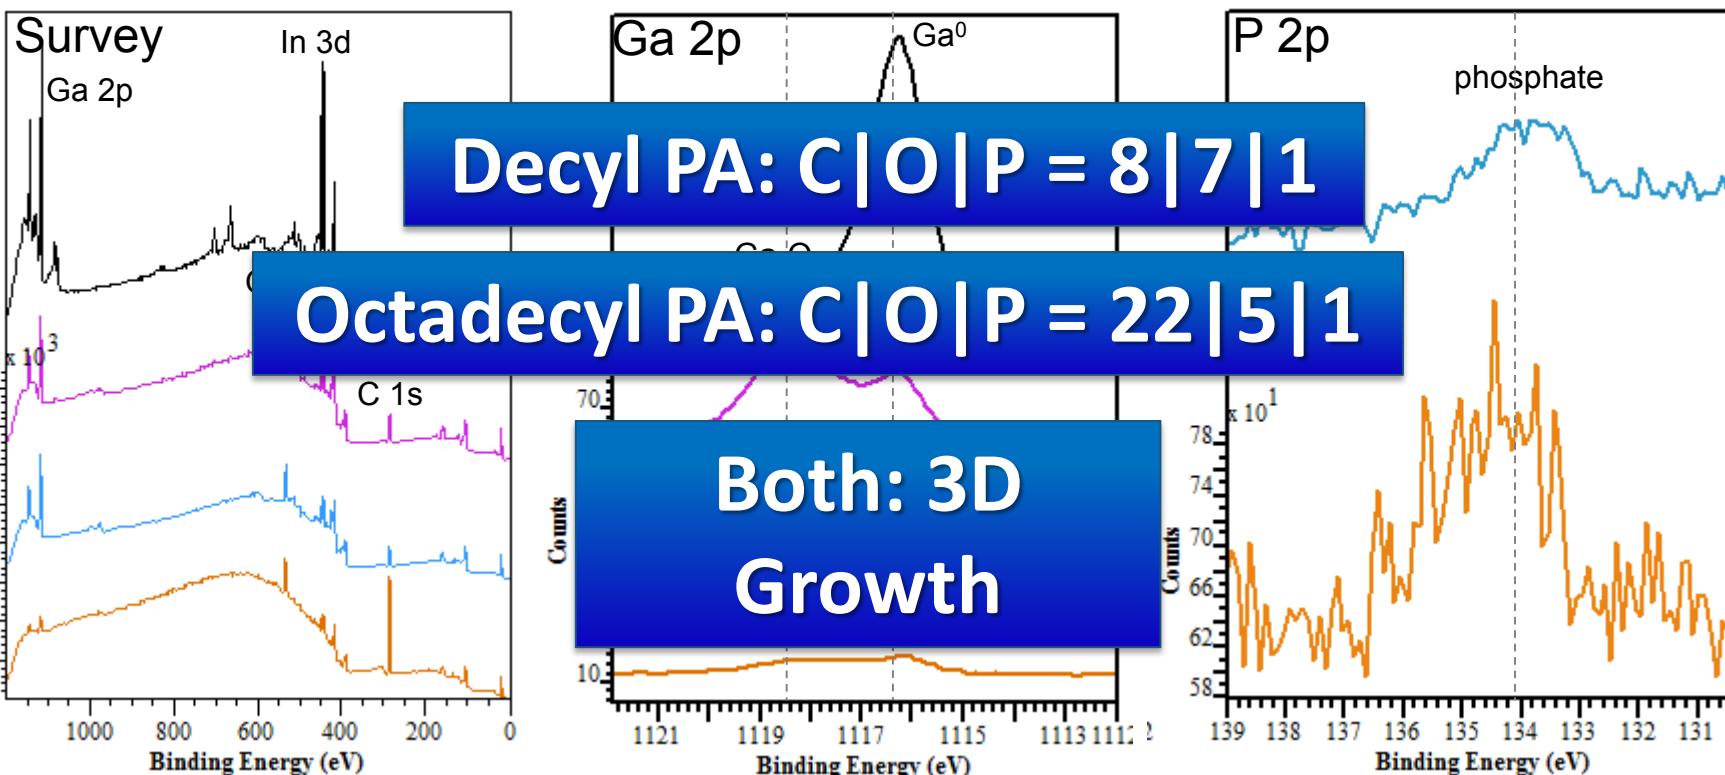 Survey
In 3d
Ga 2p
x 10³
C 1s
1000 800 600 400 200 0
Binding Energy (eV)
Ga 2p
Ga⁰
70
10
Counts
1121 1119 1117 1115 1113 1112
Binding Energy (eV)
P 2p
phosphate
x 10¹
78
74
70
66
62
58
Counts
139 138 137 136 135 134 133 132 131
Binding Energy (eV)
Decyl PA: C|O|P = 8|7|1
Octadecyl PA: C|O|P = 22|5|1
Both: 3D
Growth